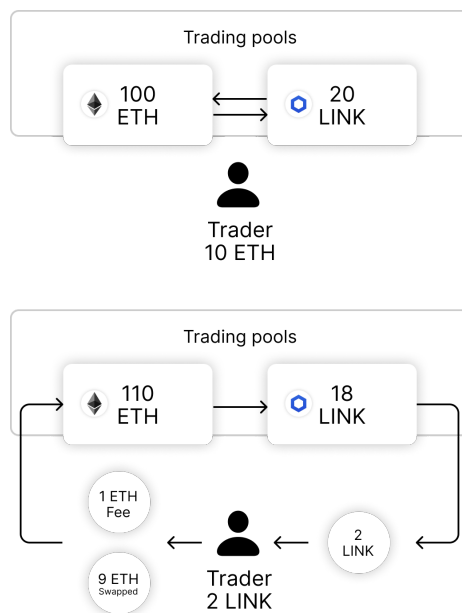 Trading pools
100
ETH
20
LINK
Trader
10 ETH
Trading pools
110
ETH
18
LINK
1 ETH
Fee
2
LINK
9 ETH
Swapped
Trader
2 LINK